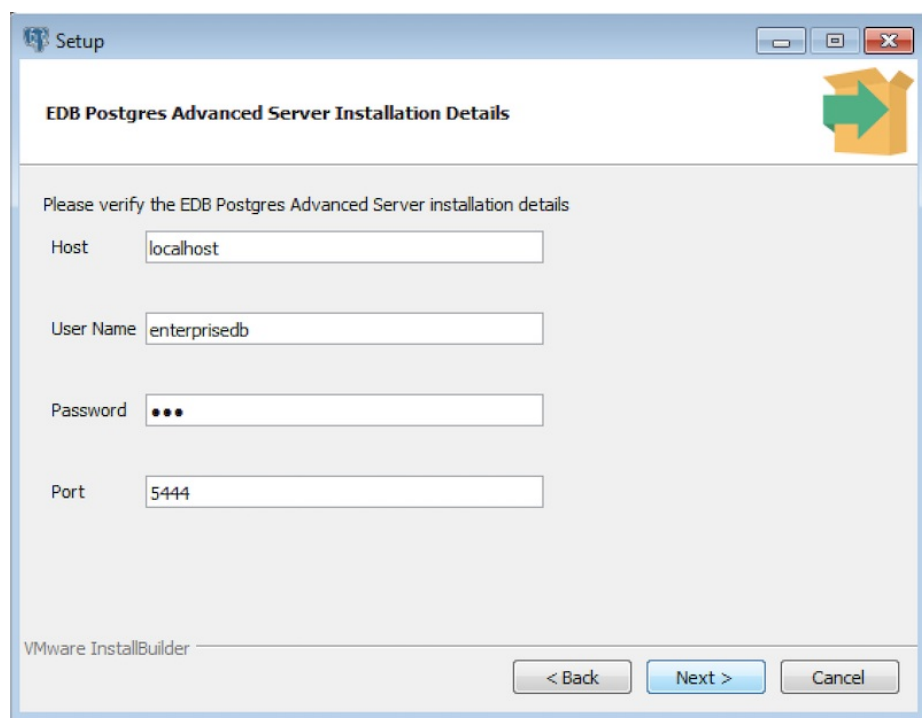 Setup
EDB Postgres Advanced Server Installation Details
Please verify the EDB Postgres Advanced Server installation details
Host localhost
User Name enterprisedb
Password •••
Port 5444
VMware InstallBuilder
< Back Next > Cancel